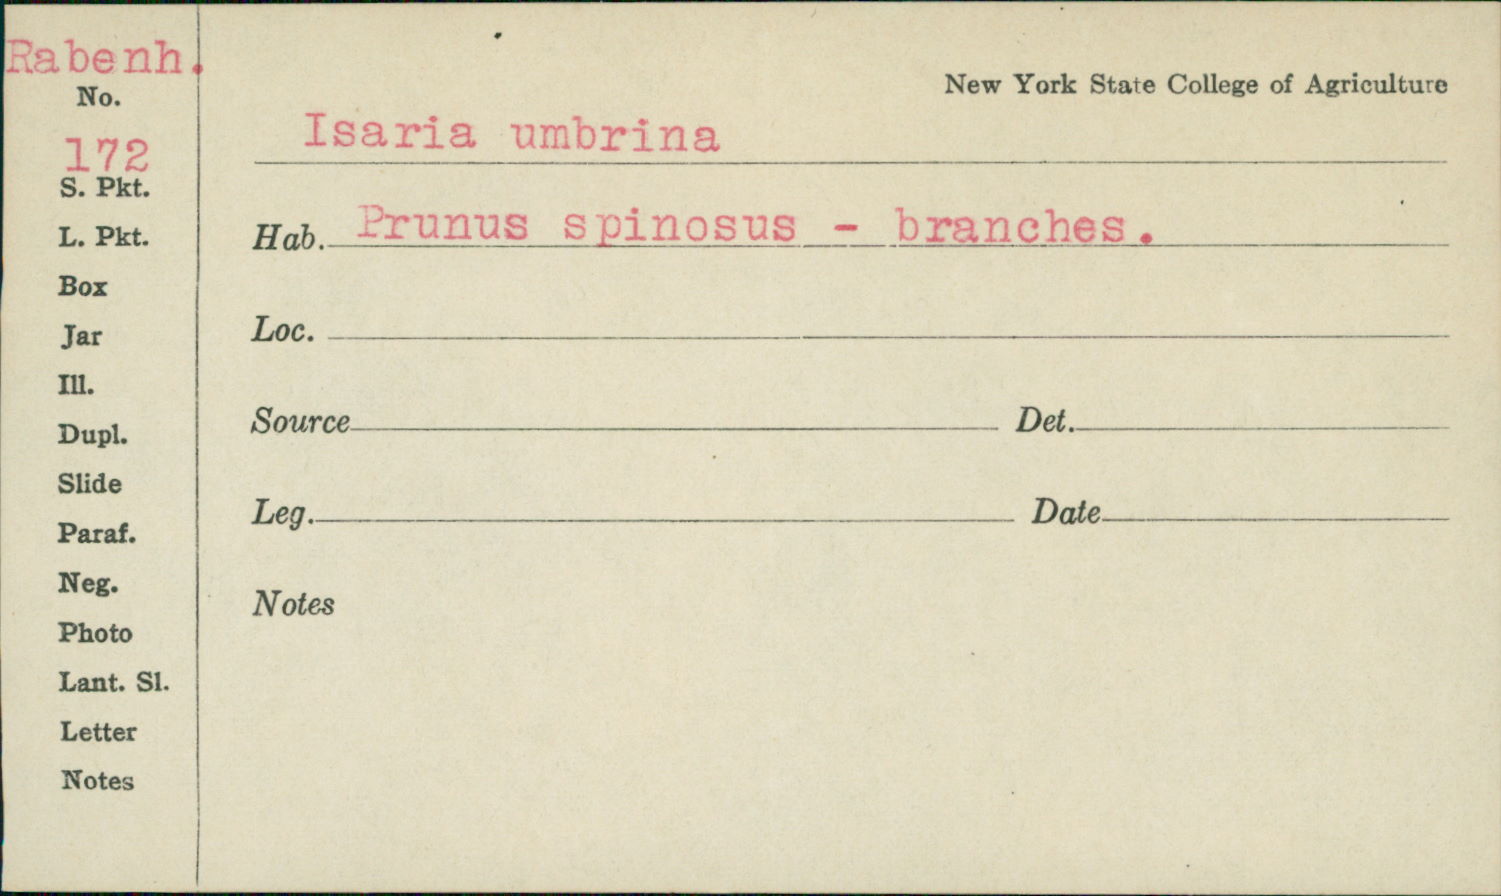 Rabenh.
No.
172
S. Pkt.
L. Pkt.
Box
Jar
Ill.
Dupl.
Slide
Paraf.
Neg.
Photo
Lant. Sl.
Letter
Notes
New York State College of Agriculture
Isaria umbrina
Hab. Prunus spinosus - branches.
Loc.
Source Det.
Leg. Date
Notes